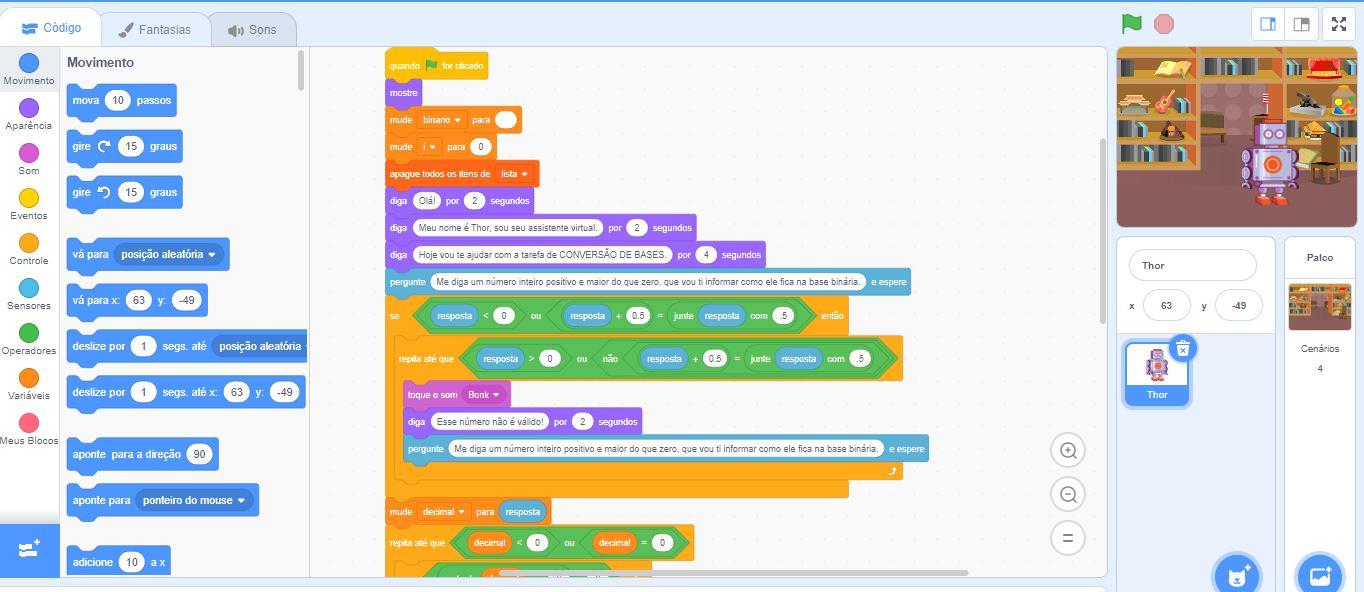 Código
Fantasias
Sons
Movimento
Aparência
Som
Eventos
Controle
Sensores
Operadores
Variáveis
Meus Blocos
Movimento
mova 10 passos
gire 15 graus
gire 15 graus
vá para posição aleatória
vá para x: 63 y: -49
deslize por 1 segs. até posição aleatória
deslize por 1 segs. até x: 63 y: -49
aponte para a direção 90
aponte para ponteiro do mouse
adicione 10 a x
quando for clicado
mostre
mude binario para
mude i para 0
apague todos os itens de lista
diga Olá! por 2 segundos
diga Meu nome é Thor, sou seu assistente virtual. por 2 segundos
diga Hoje vou te ajudar com a tarefa de CONVERSÃO DE BASES. por 4 segundos
pergunte Me diga um número inteiro positivo e maior do que zero, que vou ti informar como ele fica na base binária. e espere
se resposta < 0 ou resposta + 0.5 = junte resposta com .5 então
repita até que resposta > 0 ou não resposta + 0.5 = junte resposta com .5
toque o som Bonk
diga Esse número não é válido! por 2 segundos
pergunte Me diga um número inteiro positivo e maior do que zero, que vou ti informar como ele fica na base binária. e espere
mude decimal para resposta
repita até que decimal < 0 ou decimal = 0
Thor
x 63 y -49
Thor
Palco
Cenários
4